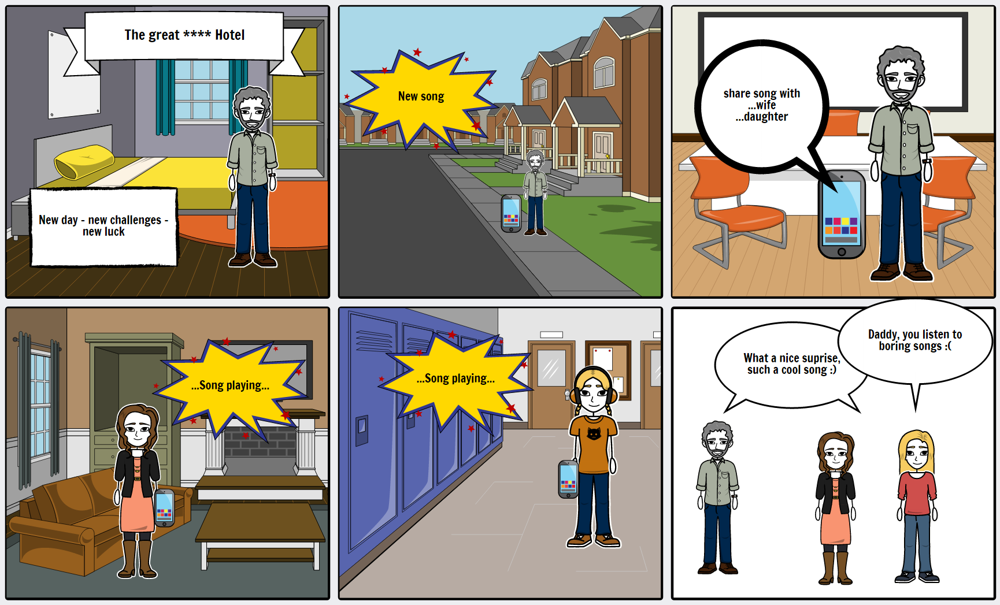 The great **** Hotel
New day - new challenges -
new luck
New song
share song with
...wife
...daughter
...Song playing...
...Song playing...
What a nice suprise,
such a cool song :)
Daddy, you listen to
boring songs :(